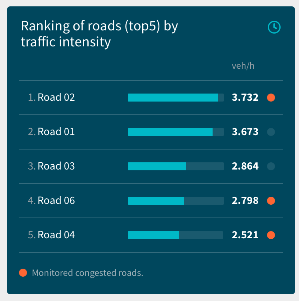 Ranking of roads (top5) by
traffic intensity
veh/h
1. Road 02 3.732
2. Road 01 3.673
3. Road 03 2.864
4. Road 06 2.798
5. Road 04 2.521
Monitored congested roads.